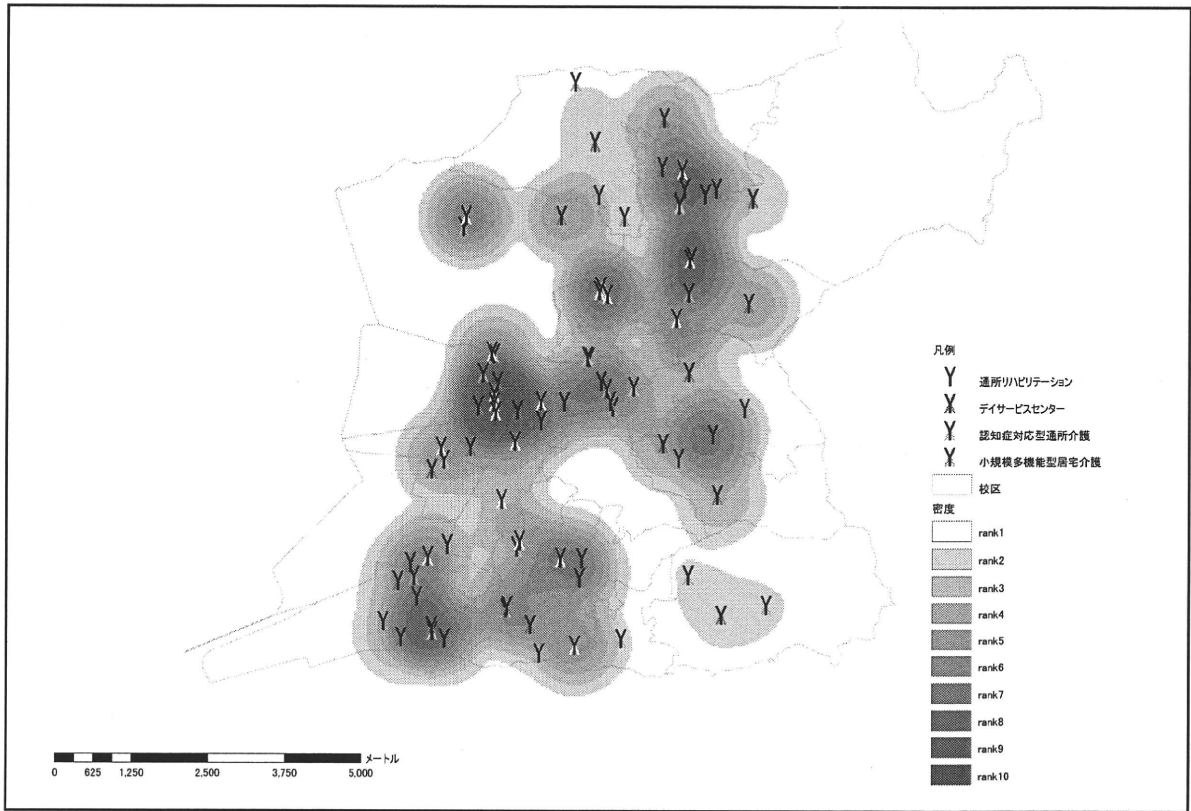 凡例
通所リハビリテーション
デイサービスセンター
認知症対応型通所介護
小規模多機能型居宅介護
校区
密度
rank1
rank2
rank3
rank4
rank5
rank6
rank7
rank8
rank9
rank10
メートル
0 625 1,250 2,500 3,750 5,000